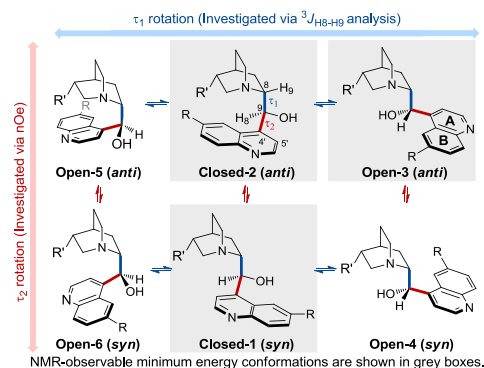 τ₁ rotation (Investigated via ³J_H8-H9 analysis)
τ₂ rotation (Investigated via nOe)
R' N R N H OH
Open-5 (anti)
R' N 8 H₉ τ₁ 9 OH H₈' τ₂ R 4' 5' N
Closed-2 (anti)
R' N H HO A B N R
Open-3 (anti)
R' N H OH N R
Open-6 (syn)
R' N H OH N R
Closed-1 (syn)
R' N R HO H N
Open-4 (syn)
NMR-observable minimum energy conformations are shown in grey boxes.